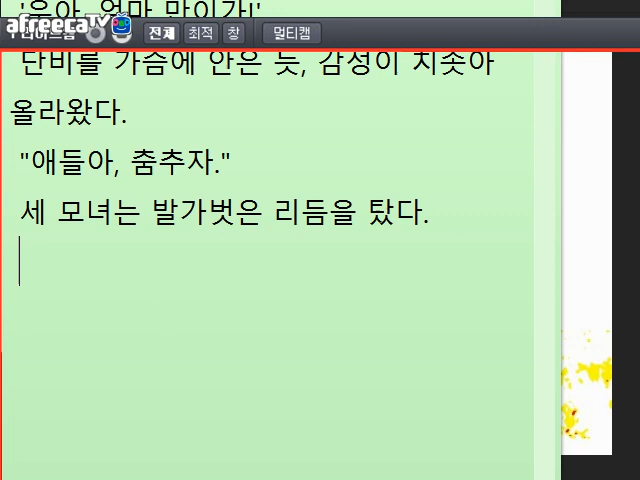 afreecaTV
전체 최적 창 멀티캠
단비를 가슴에 안은 듯, 감성이 치솟아
올라왔다.
"얘들아, 춤추자."
세 모녀는 발가벗은 리듬을 탔다.